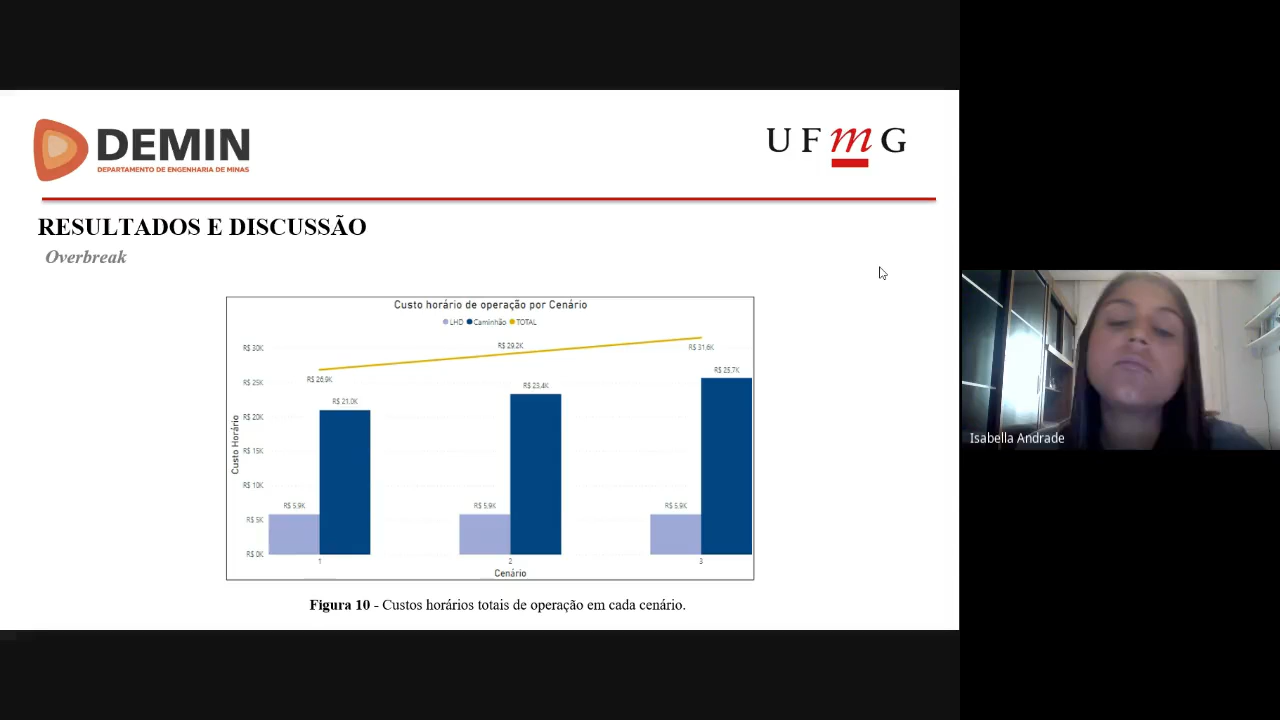 DEMIN
DEPARTAMENTO DE ENGENHARIA DE MINAS
UFmG
RESULTADOS E DISCUSSÃO
Overbreak
Custo horário de operação por Cenário
LHD Caminhão TOTAL
R$ 30K
R$ 25K
R$ 20K
R$ 15K
R$ 10K
R$ 5K
R$ 0K
Custo Horário
R$ 26,9K
R$ 29,2K
R$ 31,6K
R$ 21,0K
R$ 23,4K
R$ 25,7K
R$ 5,9K
R$ 5,9K
R$ 5,9K
1
2
3
Cenário
Figura 10 - Custos horários totais de operação em cada cenário.
Isabella Andrade